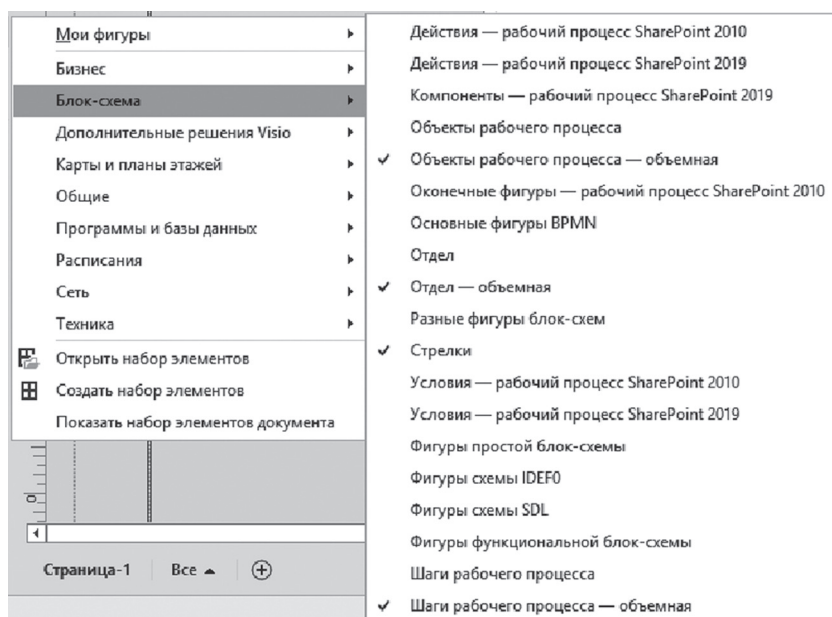 Мои фигуры
Бизнес
Блок-схема
Дополнительные решения Visio
Карты и планы этажей
Общие
Программы и базы данных
Расписания
Сеть
Техника
Открыть набор элементов
Создать набор элементов
Показать набор элементов документа
0
Страница-1 Все
Действия — рабочий процесс SharePoint 2010
Действия — рабочий процесс SharePoint 2019
Компоненты — рабочий процесс SharePoint 2019
Объекты рабочего процесса
Объекты рабочего процесса — объемная
Оконечные фигуры — рабочий процесс SharePoint 2010
Основные фигуры BPMN
Отдел
Отдел — объемная
Разные фигуры блок-схем
Стрелки
Условия — рабочий процесс SharePoint 2010
Условия — рабочий процесс SharePoint 2019
Фигуры простой блок-схемы
Фигуры схемы IDEF0
Фигуры схемы SDL
Фигуры функциональной блок-схемы
Шаги рабочего процесса
Шаги рабочего процесса — объемная